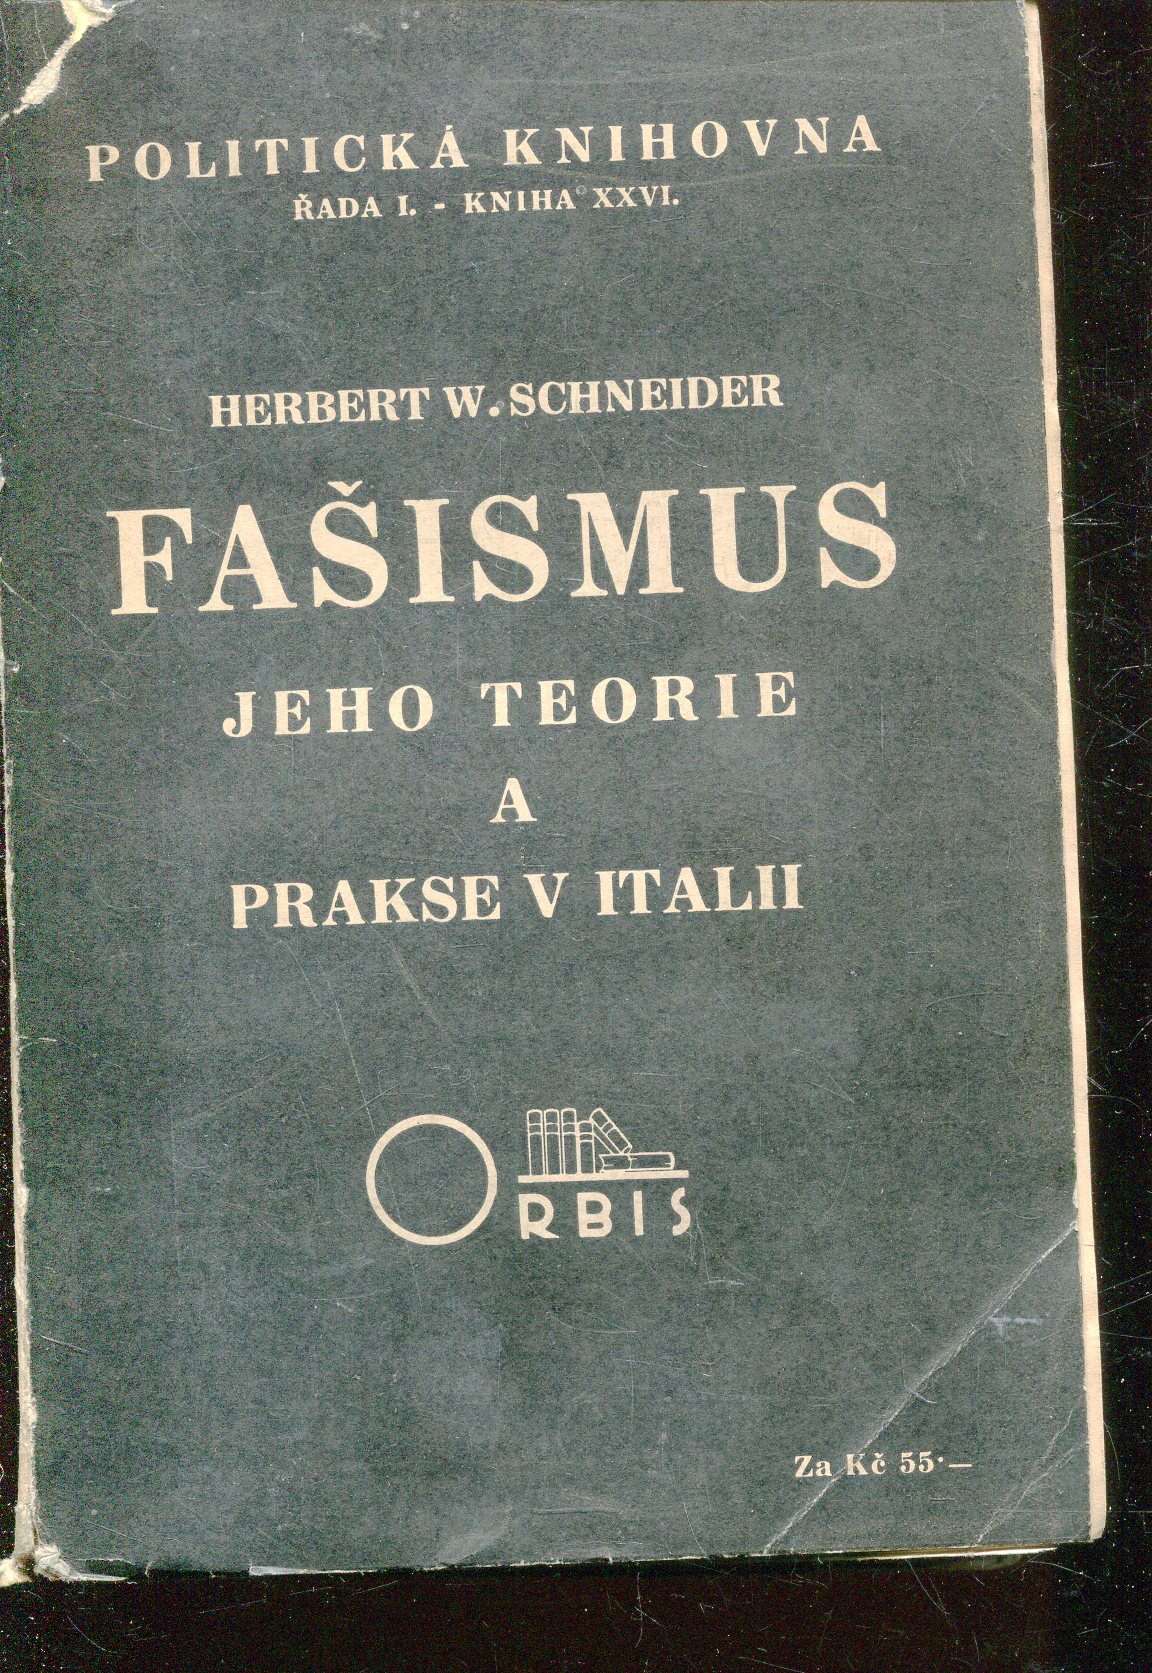 POLITICKÁ KNIHOVNA
ŘADA I. - KNIHA XXVI.
HERBERT W. SCHNEIDER
FAŠISMUS
JEHO TEORIE
A
PRAKSE V ITALII
ORBIS
Za Kč 55·—